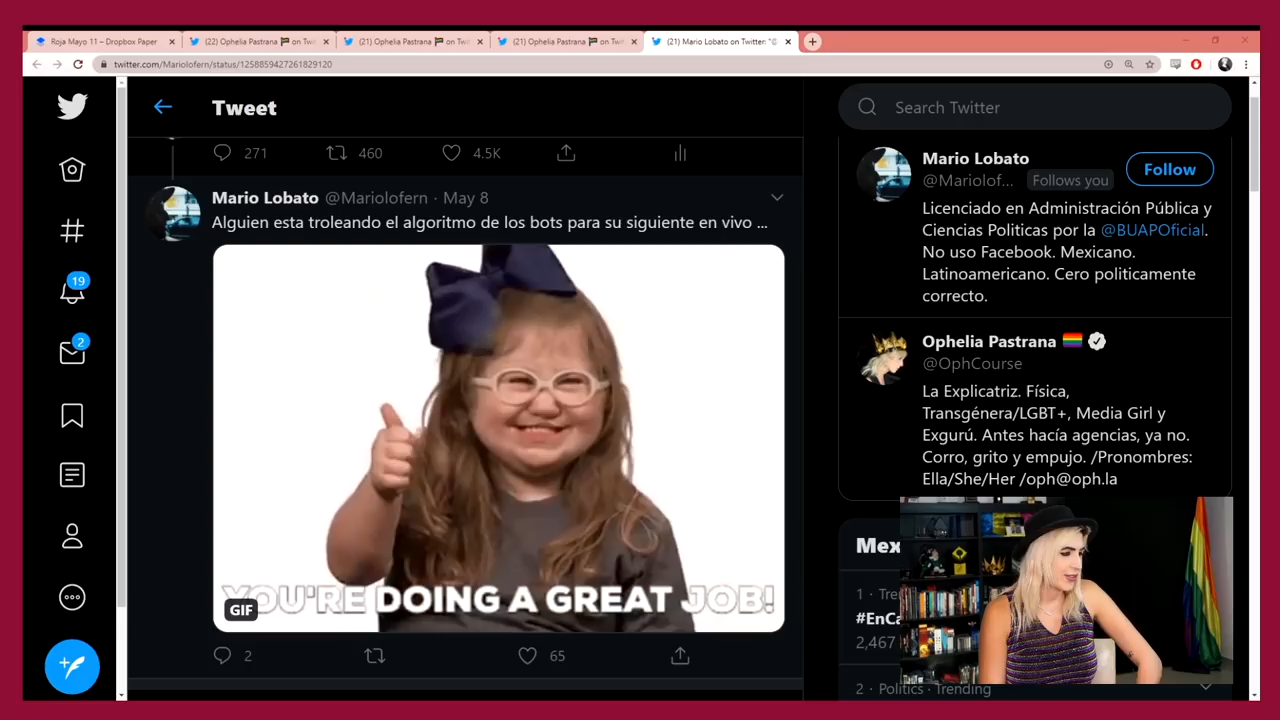 Roja Mayo 11 – Dropbox Paper
(22) Ophelia Pastrana 🏴 on Twi
(21) Ophelia Pastrana 🏴 on Twi
(21) Ophelia Pastrana 🏴 on Twi
(21) Mario Lobato on Twitter: "@
twitter.com/Mariolofern/status/1258859427261829120
Tweet
Search Twitter
271 460 4.5K
Mario Lobato @Mariolofern · May 8
Alguien esta troleando el algoritmo de los bots para su siguiente en vivo ...
YOU'RE DOING A GREAT JOB!
GIF
2 65
19
2
Mario Lobato
@Mariolof... Follows you
Follow
Licenciado en Administración Pública y
Ciencias Politicas por la @BUAPOficial.
No uso Facebook. Mexicano.
Latinoamericano. Cero politicamente
correcto.
Ophelia Pastrana 🏳️‍🌈
@OphCourse
La Explicatriz. Física,
Transgénera/LGBT+, Media Girl y
Exgurú. Antes hacía agencias, ya no.
Corro, grito y empujo. /Pronombres:
Ella/She/Her /oph@oph.la
Mex
1 · Tre
#EnCa
2,467
2 · Politics · Trending